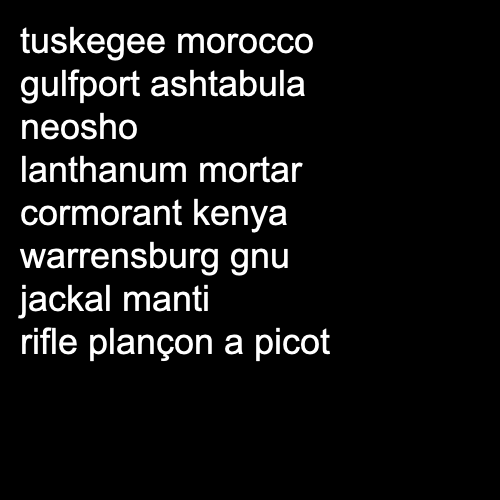 tuskegee morocco
gulfport ashtabula
neosho
lanthanum mortar
cormorant kenya
warrensburg gnu
jackal manti
rifle plançon a picot